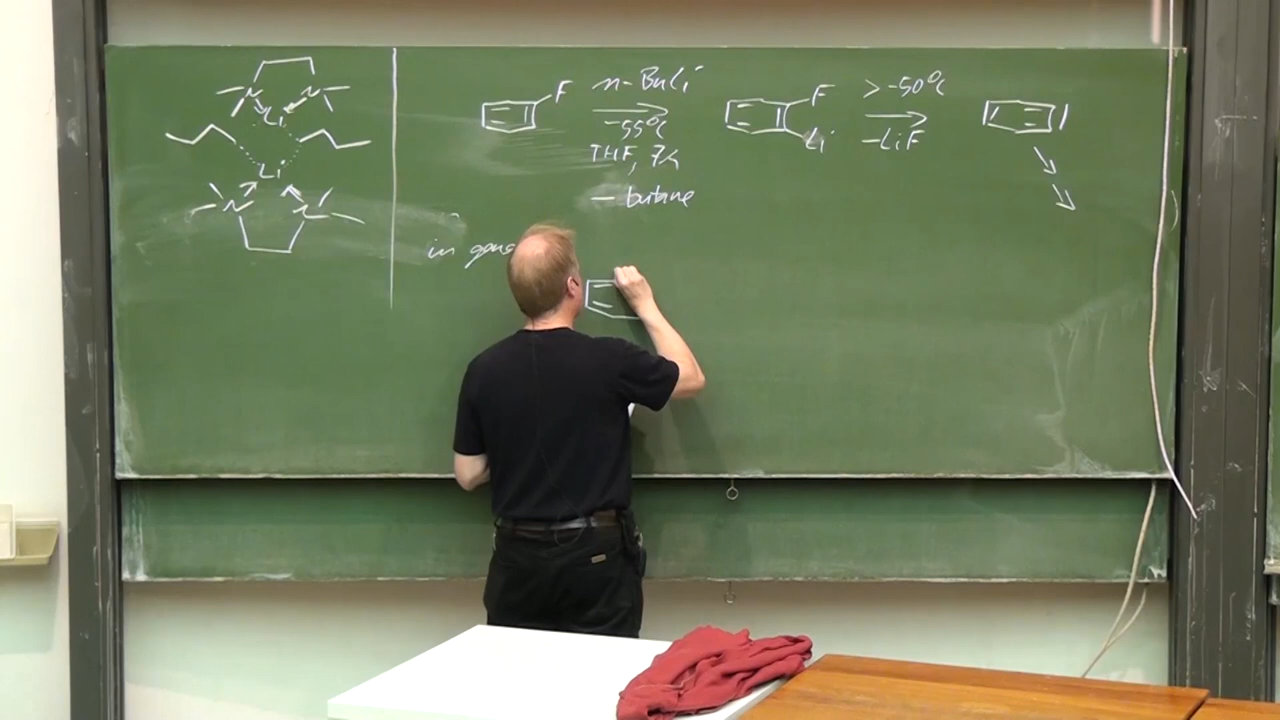 N N
Li
Li
N N
F n-BuLi F > -50°C
-55°C Li -LiF
THF, 7h
- butane
in gene